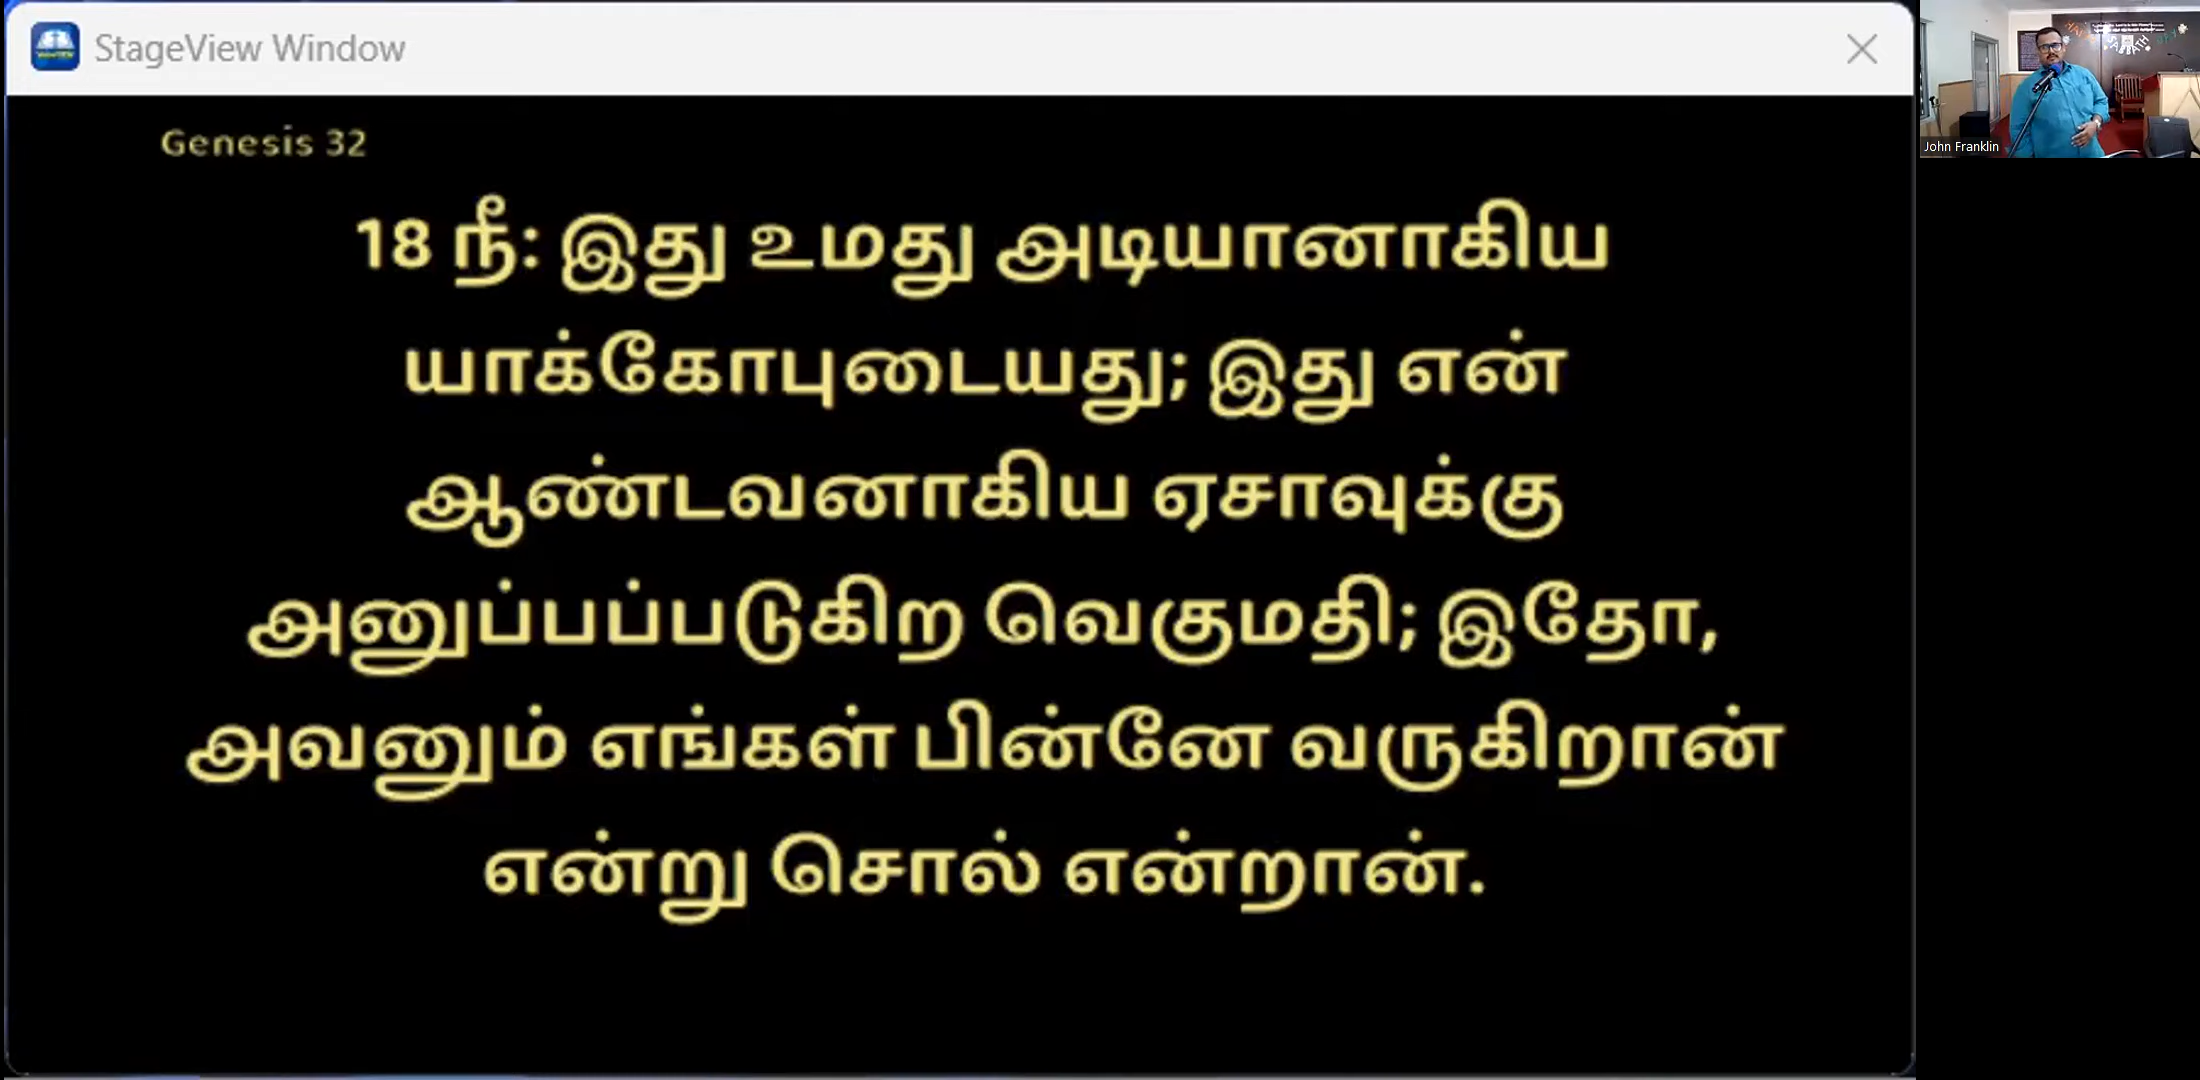 StageView Window
Genesis 32
18 நீ: இது உமது அடியானாகிய
யாக்கோபுடையது; இது என்
ஆண்டவனாகிய ஏசாவுக்கு
அனுப்பப்படுகிற வெகுமதி; இதோ,
அவனும் எங்கள் பின்னே வருகிறான்
என்று சொல் என்றான்.
SABBATH
John Franklin